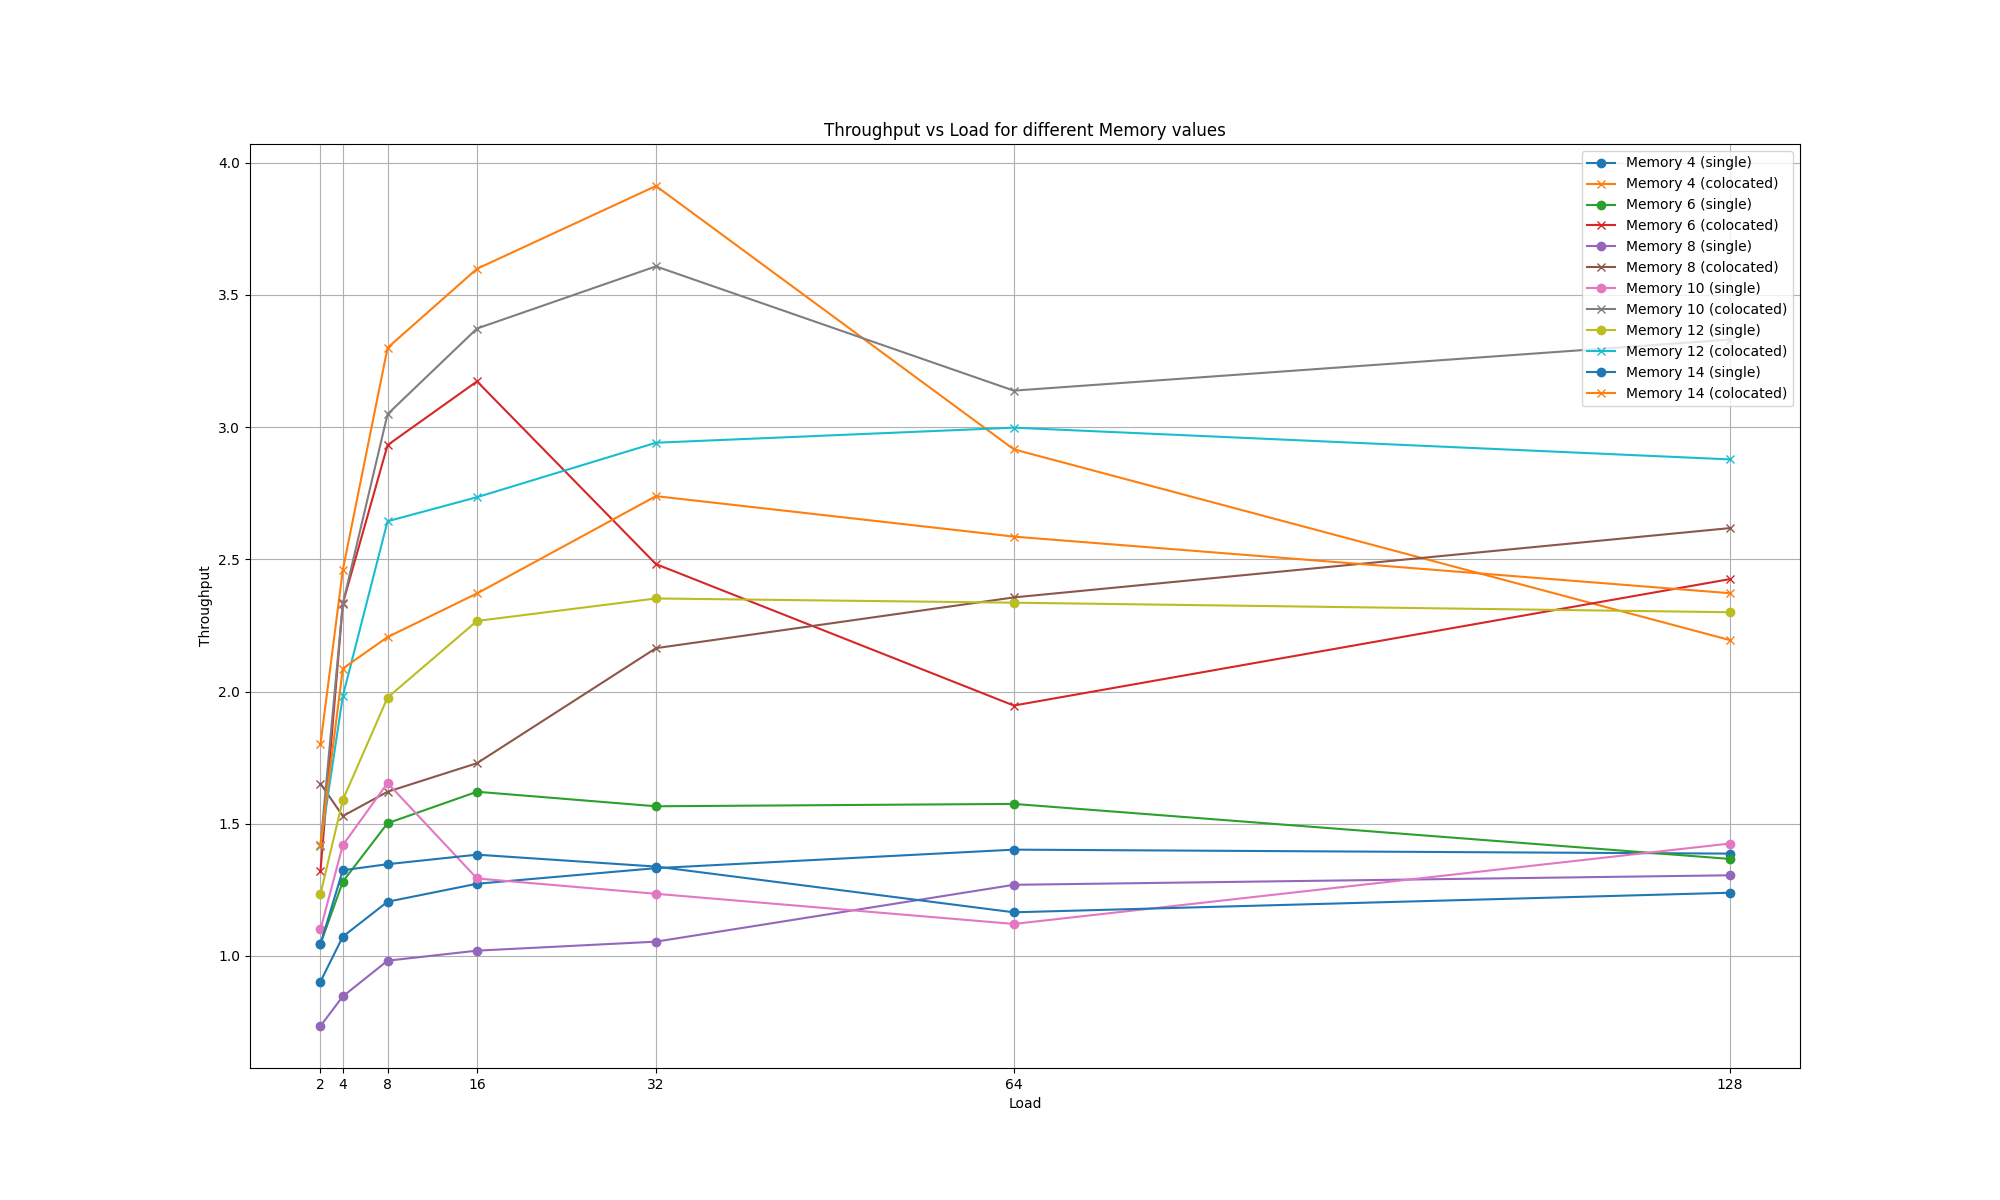 Throughput vs Load for different Memory values
4.0
3.5
3.0
2.5
2.0
1.5
1.0
Throughput
Memory 4 (single)
Memory 4 (colocated)
Memory 6 (single)
Memory 6 (colocated)
Memory 8 (single)
Memory 8 (colocated)
Memory 10 (single)
Memory 10 (colocated)
Memory 12 (single)
Memory 12 (colocated)
Memory 14 (single)
Memory 14 (colocated)
2 4 8 16 32 64 128
Load